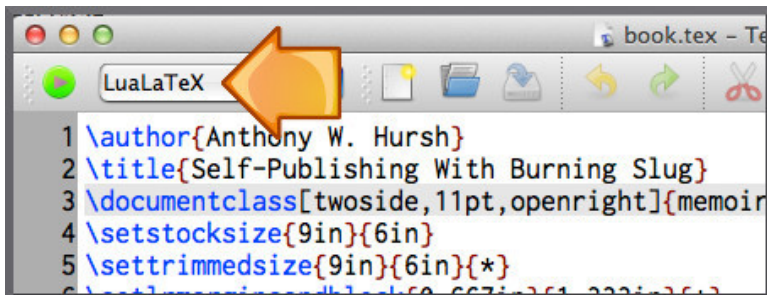 book.tex – Te
LuaLaTeX
1 \author{Anthony W. Hursh}
2 \title{Self-Publishing With Burning Slug}
3 \documentclass[twoside,11pt,openright]{memoir
4 \setstocksize{9in}{6in}
5 \settrimmedsize{9in}{6in}{*}